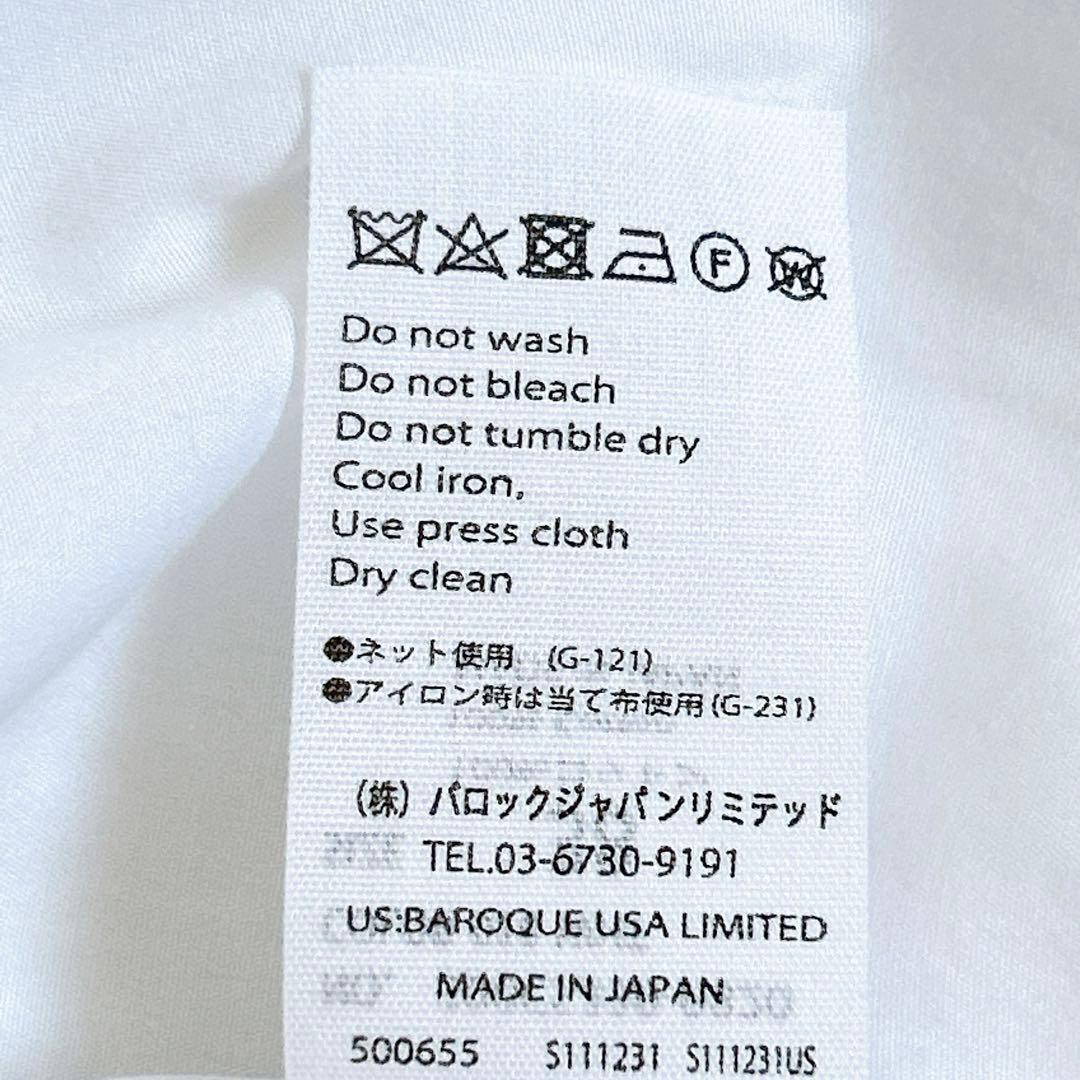 F W
Do not wash
Do not bleach
Do not tumble dry
Cool iron,
Use press cloth
Dry clean
●ネット使用 (G-121)
●アイロン時は当て布使用(G-231)
(株) バロックジャパンリミテッド
TEL.03-6730-9191
US:BAROQUE USA LIMITED
MADE IN JAPAN
500655 S111231 S111231US